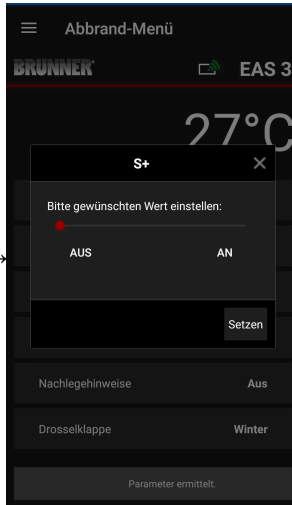 Abbrand-Menü
BRUNNER EAS 3
27°C
S+
Bitte gewünschten Wert einstellen:
AUS AN
Setzen
Nachlegehinweise Aus
Drosselklappe Winter
Parameter ermittelt.